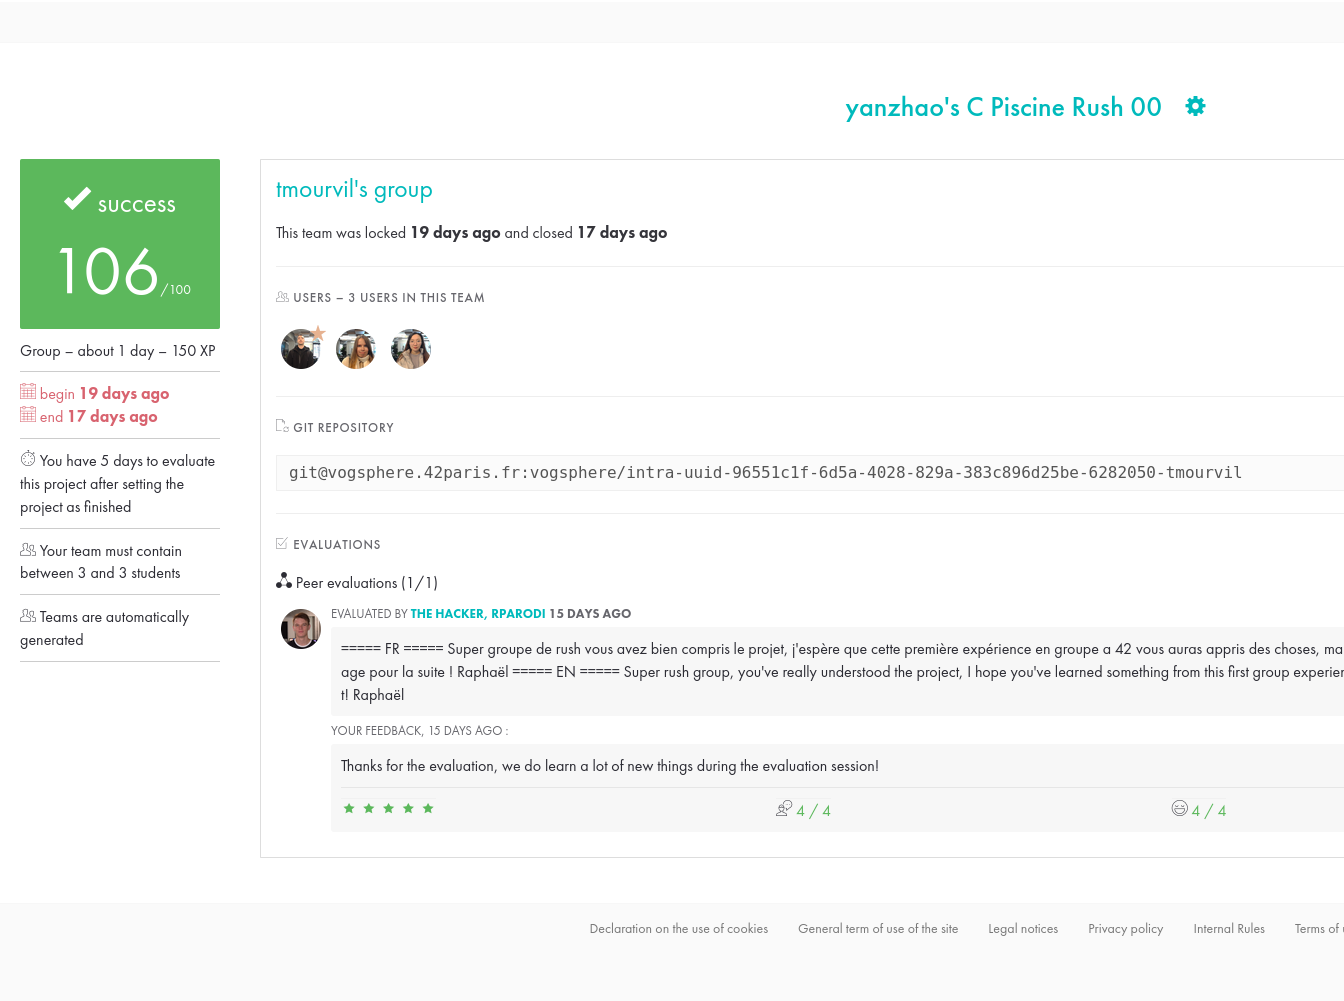 yanzhao's C Piscine Rush 00
success
106/100
Group – about 1 day – 150 XP
begin 19 days ago
end 17 days ago
You have 5 days to evaluate
this project after setting the
project as finished
Your team must contain
between 3 and 3 students
Teams are automatically
generated
tmourvil's group
This team was locked 19 days ago and closed 17 days ago
USERS – 3 USERS IN THIS TEAM
GIT REPOSITORY
git@vogsphere.42paris.fr:vogsphere/intra-uuid-96551c1f-6d5a-4028-829a-383c896d25be-6282050-tmourvil
EVALUATIONS
Peer evaluations (1/1)
EVALUATED BY THE HACKER, RPARODI 15 DAYS AGO
===== FR ===== Super groupe de rush vous avez bien compris le projet, j'espère que cette première expérience en groupe a 42 vous auras appris des choses, ma
age pour la suite ! Raphaël ===== EN ===== Super rush group, you've really understood the project, I hope you've learned something from this first group experier
t! Raphaël
YOUR FEEDBACK, 15 DAYS AGO :
Thanks for the evaluation, we do learn a lot of new things during the evaluation session!
4 / 4
4 / 4
Declaration on the use of cookies General term of use of the site Legal notices Privacy policy Internal Rules Terms of